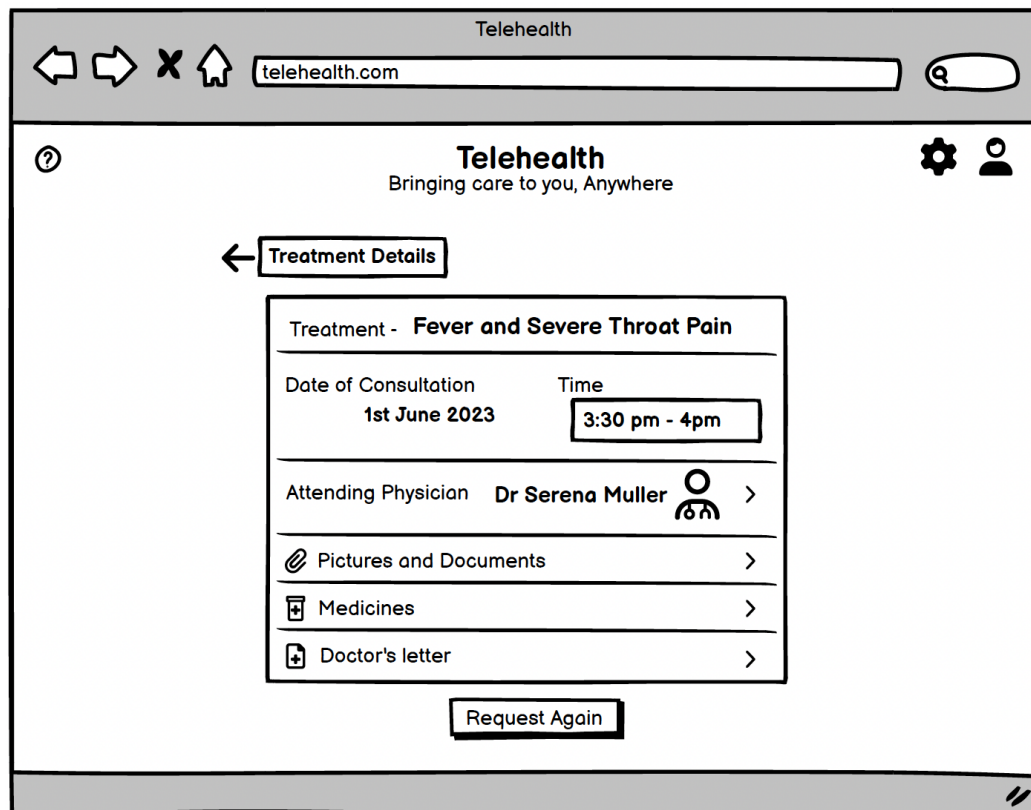 Telehealth
telehealth.com
Telehealth
Bringing care to you, Anywhere
Treatment Details
Treatment - Fever and Severe Throat Pain
Date of Consultation Time
1st June 2023 3:30 pm - 4pm
Attending Physician Dr Serena Muller
Pictures and Documents
Medicines
Doctor's letter
Request Again